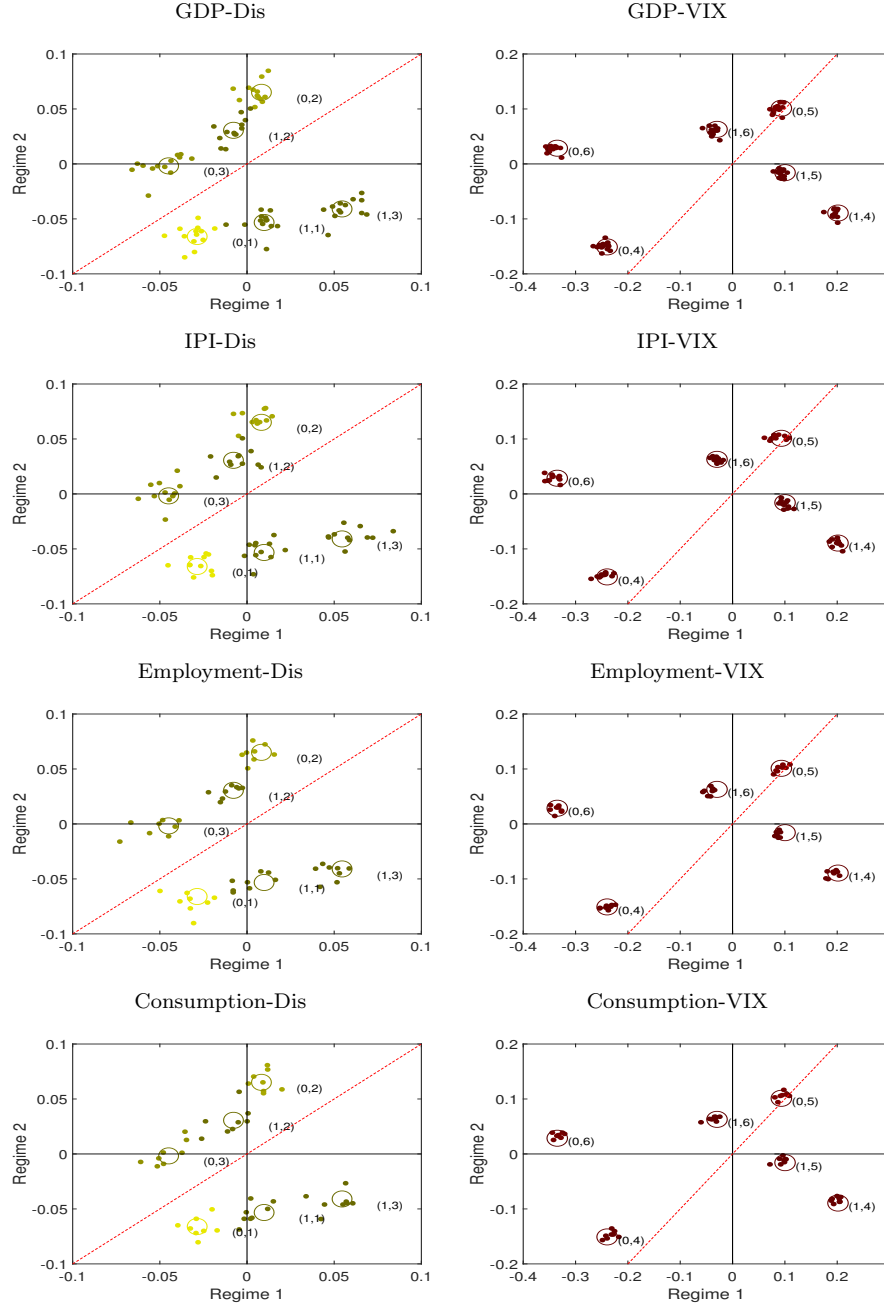 GDP-Dis
GDP-VIX
0.1
0.05
0
-0.05
-0.1
Regime 2
(0,2)
(1,2)
(0,3)
(0,1)
(1,1)
(1,3)
-0.1 -0.05 0 0.05 0.1
Regime 1
0.2
0.1
0
-0.1
-0.2
Regime 2
(0,5)
(1,6)
(0,6)
(1,5)
(1,4)
(0,4)
-0.4 -0.3 -0.2 -0.1 0 0.1 0.2
Regime 1
IPI-Dis
IPI-VIX
0.1
0.05
0
-0.05
-0.1
Regime 2
(0,2)
(1,2)
(0,3)
(0,1)
(1,1)
(1,3)
-0.1 -0.05 0 0.05 0.1
Regime 1
0.2
0.1
0
-0.1
-0.2
Regime 2
(0,5)
(1,6)
(0,6)
(1,5)
(1,4)
(0,4)
-0.4 -0.3 -0.2 -0.1 0 0.1 0.2
Regime 1
Employment-Dis
Employment-VIX
0.1
0.05
0
-0.05
-0.1
Regime 2
(0,2)
(1,2)
(0,3)
(0,1)
(1,1)
(1,3)
-0.1 -0.05 0 0.05 0.1
Regime 1
0.2
0.1
0
-0.1
-0.2
Regime 2
(0,5)
(1,6)
(0,6)
(1,5)
(1,4)
(0,4)
-0.4 -0.3 -0.2 -0.1 0 0.1 0.2
Regime 1
Consumption-Dis
Consumption-VIX
0.1
0.05
0
-0.05
-0.1
Regime 2
(0,2)
(1,2)
(0,3)
(0,1)
(1,1)
(1,3)
-0.1 -0.05 0 0.05 0.1
Regime 1
0.2
0.1
0
-0.1
-0.2
Regime 2
(0,5)
(1,6)
(0,6)
(1,5)
(1,4)
(0,4)
-0.4 -0.3 -0.2 -0.1 0 0.1 0.2
Regime 1